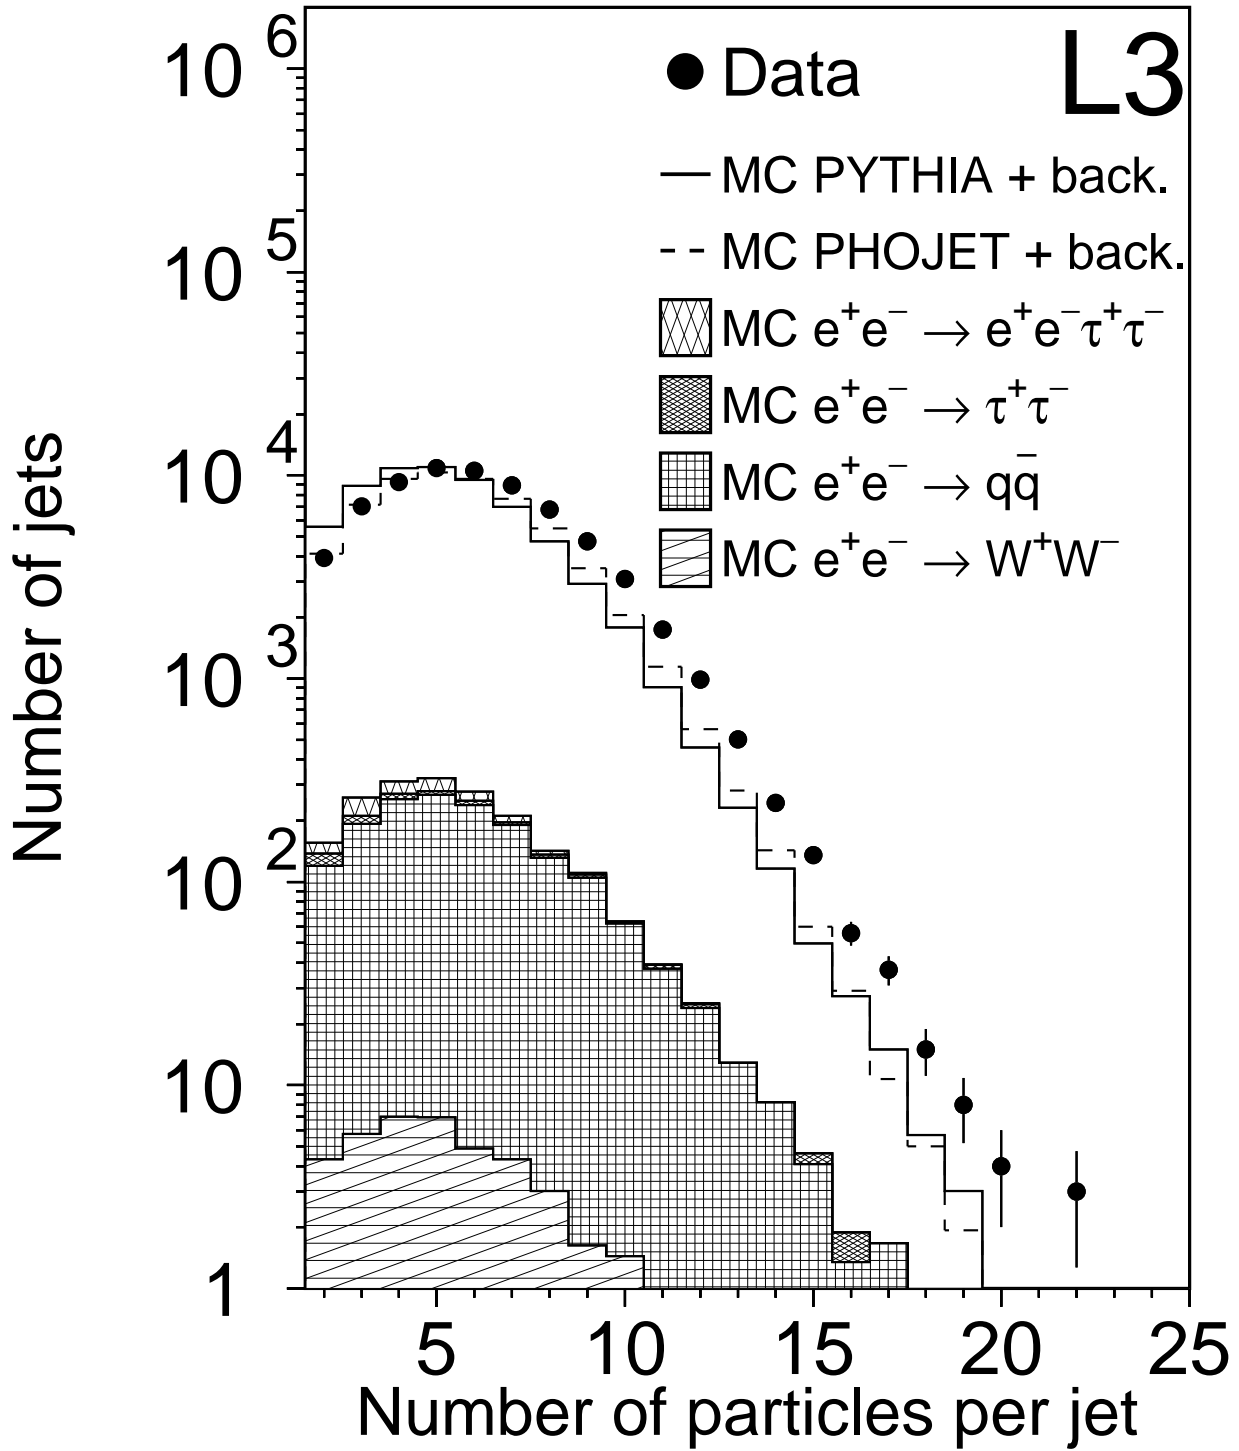 L3
Data
MC PYTHIA + back.
MC PHOJET + back.
MC e⁺e⁻ → e⁺e⁻τ⁺τ⁻
MC e⁺e⁻ → τ⁺τ⁻
MC e⁺e⁻ → qq̄
MC e⁺e⁻ → W⁺W⁻
Number of jets
10⁶
10⁵
10⁴
10³
10²
10
1
5 10 15 20 25
Number of particles per jet